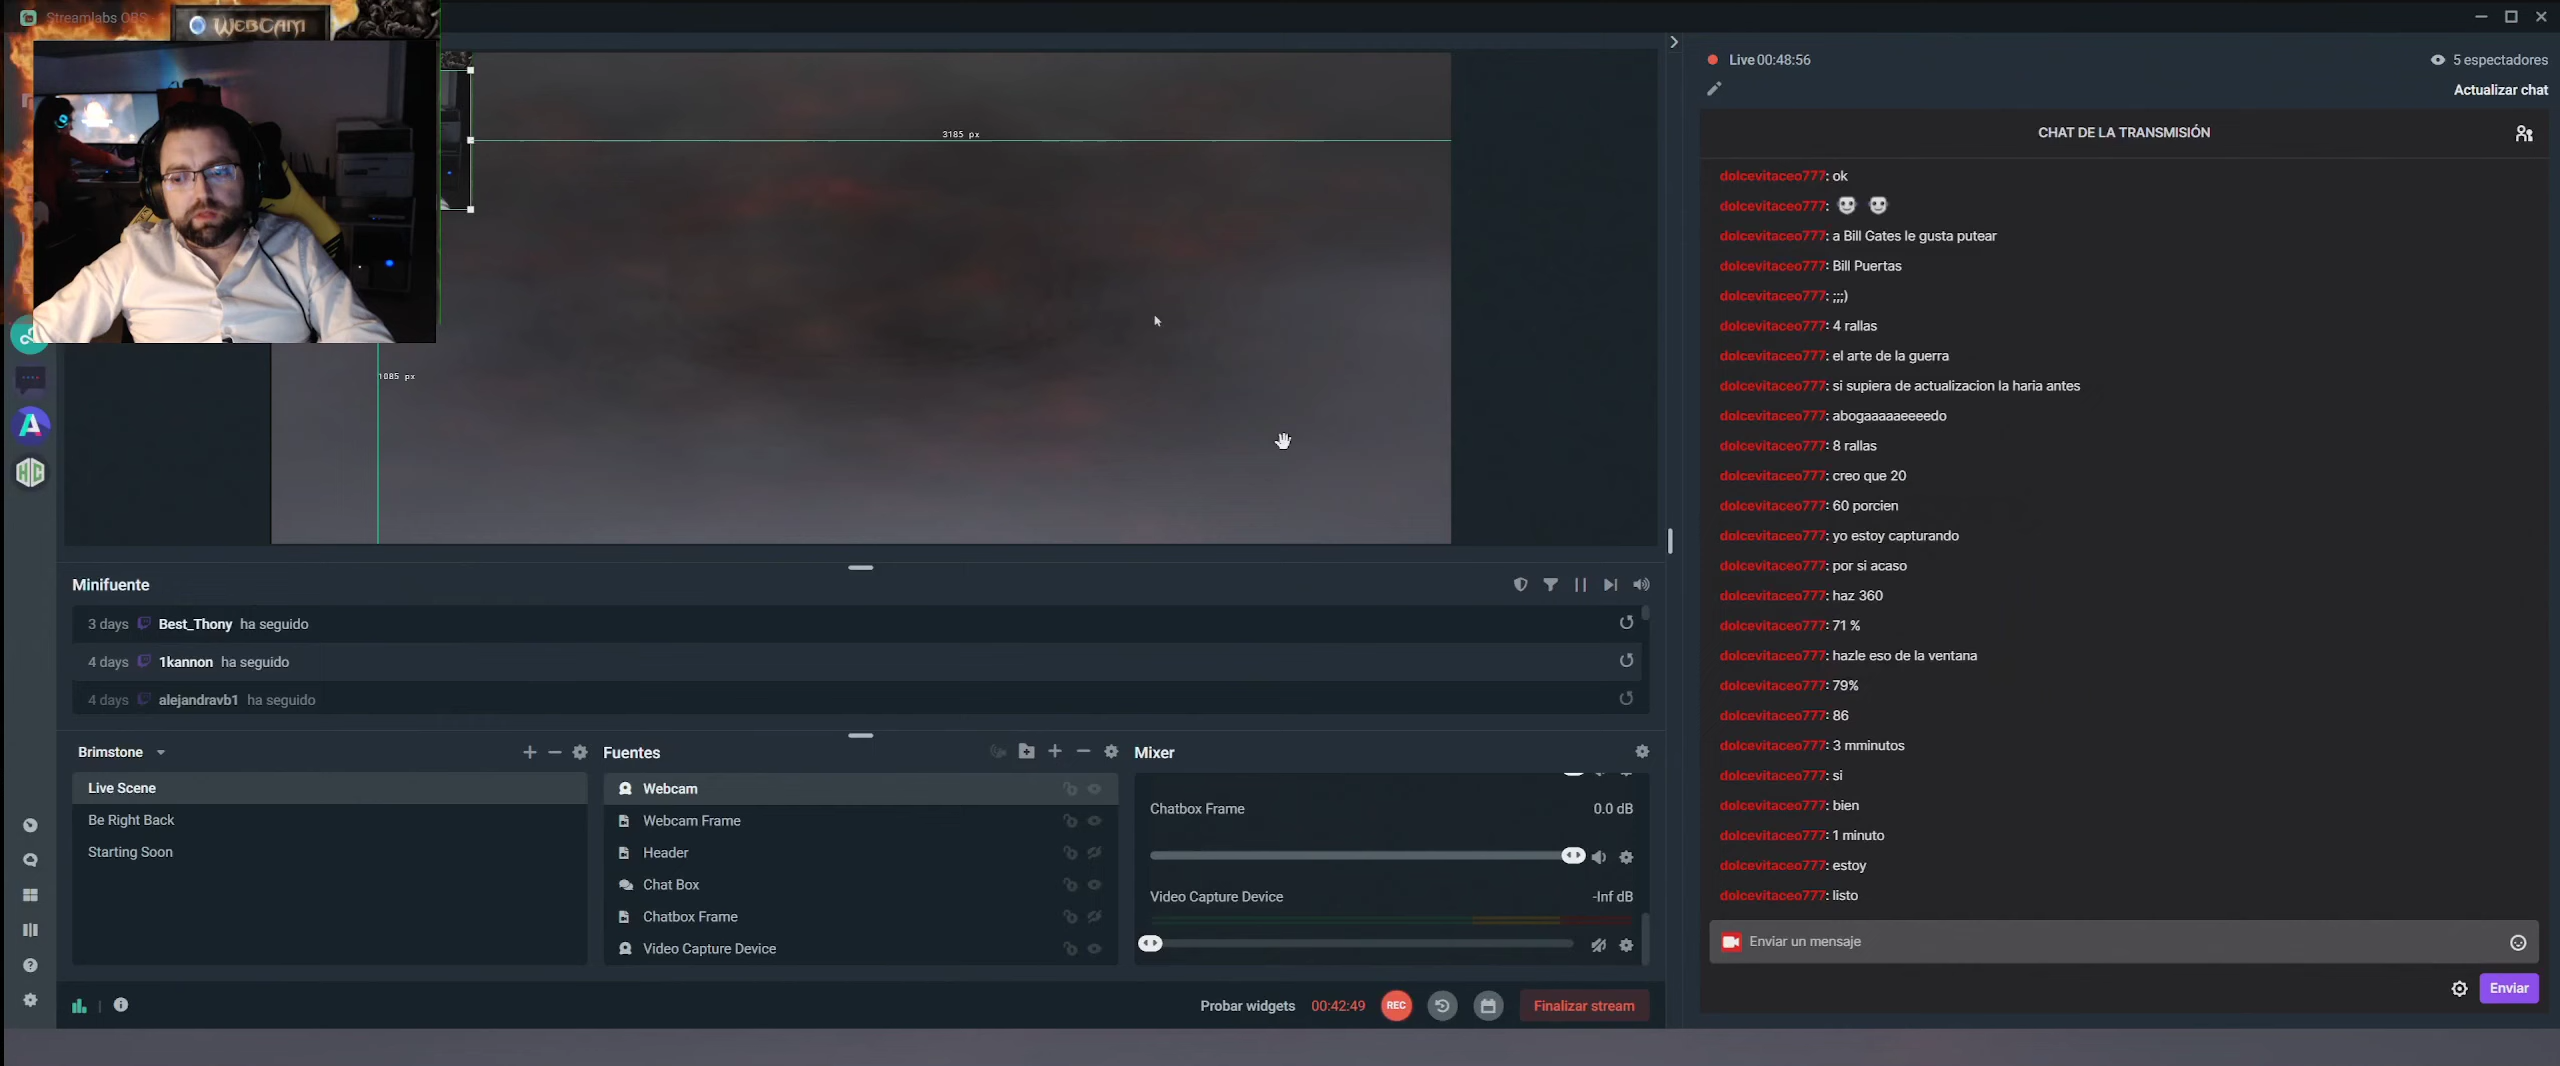 Streamlabs OBS
WEBCAM
3185 px
1085 px
Live 00:48:56
5 espectadores
Actualizar chat
CHAT DE LA TRANSMISIÓN
dolcevitaceo777: ok
dolcevitaceo777:
dolcevitaceo777: a Bill Gates le gusta putear
dolcevitaceo777: Bill Puertas
dolcevitaceo777: ;;;)
dolcevitaceo777: 4 rallas
dolcevitaceo777: el arte de la guerra
dolcevitaceo777: si supiera de actualizacion la haria antes
dolcevitaceo777: abogaaaaaeeeedo
dolcevitaceo777: 8 rallas
dolcevitaceo777: creo que 20
dolcevitaceo777: 60 porcien
dolcevitaceo777: yo estoy capturando
dolcevitaceo777: por si acaso
dolcevitaceo777: haz 360
dolcevitaceo777: 71 %
dolcevitaceo777: hazle eso de la ventana
dolcevitaceo777: 79%
dolcevitaceo777: 86
dolcevitaceo777: 3 mminutos
dolcevitaceo777: si
dolcevitaceo777: bien
dolcevitaceo777: 1 minuto
dolcevitaceo777: estoy
dolcevitaceo777: listo
Enviar un mensaje
Enviar
Minifuente
3 days Best_Thony ha seguido
4 days 1kannon ha seguido
4 days alejandravb1 ha seguido
Brimstone
Live Scene
Be Right Back
Starting Soon
Fuentes
Webcam
Webcam Frame
Header
Chat Box
Chatbox Frame
Video Capture Device
Mixer
Chatbox Frame 0.0 dB
Video Capture Device -Inf dB
Probar widgets 00:42:49 REC Finalizar stream